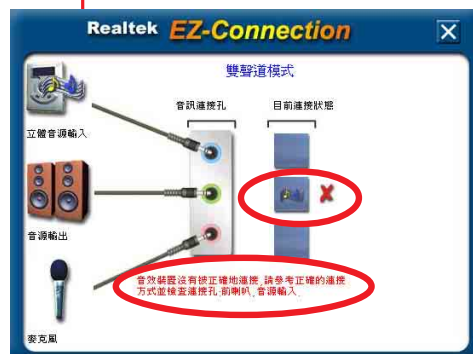 Realtek EZ-Connection
雙聲道模式
音訊連接孔
目前連接狀態
立體音源輸入
音源輸出
音效裝置沒有被正確地連接,請參考正確的連接
方式並檢查連接孔:前喇叭,音源輸入.
麥克風